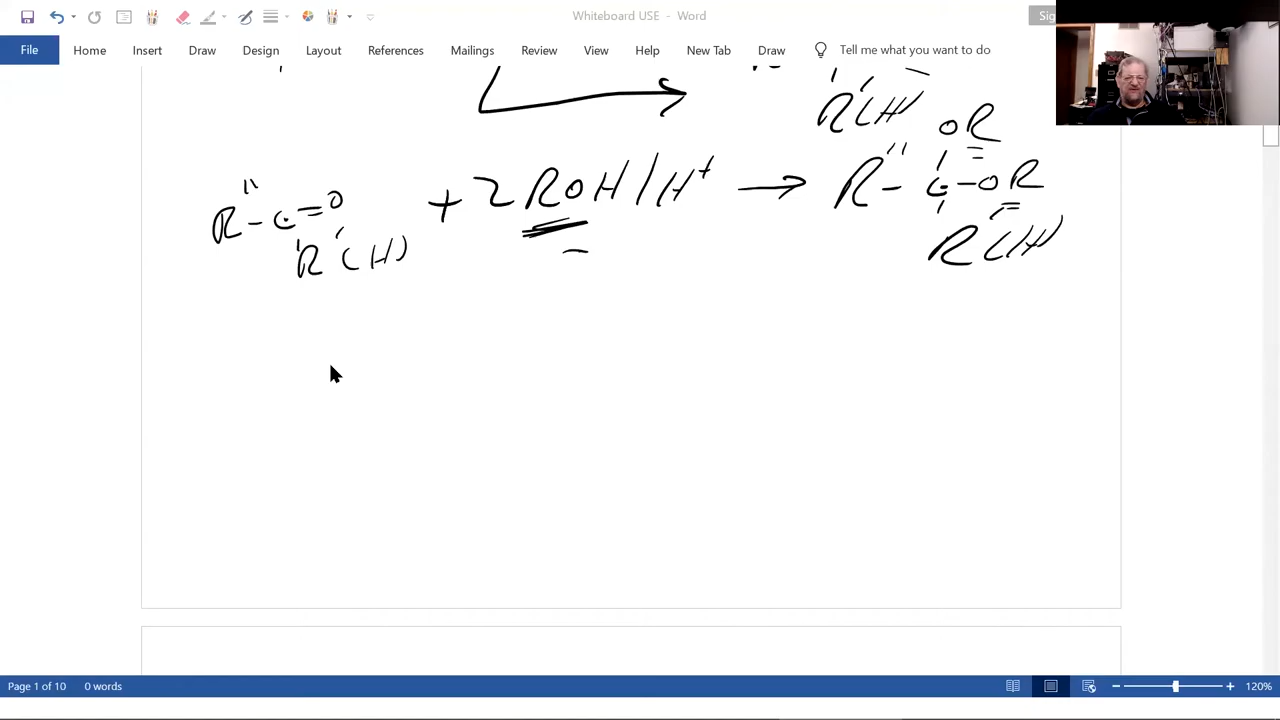 Whiteboard USE - Word
Sig
File Home Insert Draw Design Layout References Mailings Review View Help New Tab Draw Tell me what you want to do
R'(H)
R''-C=O + 2 ROH/H+ → R''-C-OR
OR
R'(H)
R'(H)
Page 1 of 10 0 words 120%